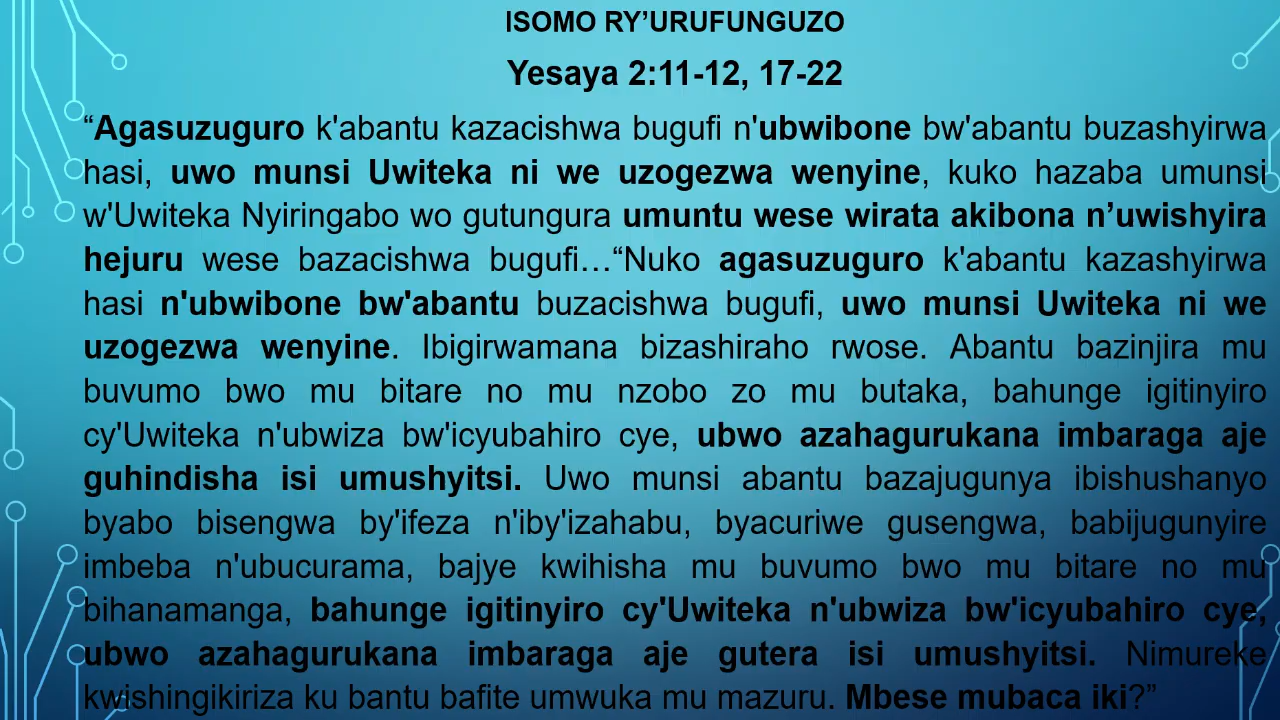 ISOMO RY’URUFUNGUZO
Yesaya 2:11-12, 17-22
“Agasuzuguro k'abantu kazacishwa bugufi n'ubwibone bw'abantu buzashyirwa
hasi, uwo munsi Uwiteka ni we uzogezwa wenyine, kuko hazaba umunsi
w'Uwiteka Nyiringabo wo gutungura umuntu wese wirata akibona n’uwishyira
hejuru wese bazacishwa bugufi…“Nuko agasuzuguro k'abantu kazashyirwa
hasi n'ubwibone bw'abantu buzacishwa bugufi, uwo munsi Uwiteka ni we
uzogezwa wenyine. Ibigirwamana bizashiraho rwose. Abantu bazinjira mu
buvumo bwo mu bitare no mu nzobo zo mu butaka, bahunge igitinyiro
cy'Uwiteka n'ubwiza bw'icyubahiro cye, ubwo azahagurukana imbaraga aje
guhindisha isi umushyitsi. Uwo munsi abantu bazajugunya ibishushanyo
byabo bisengwa by'ifeza n'iby'izahabu, byacuriwe gusengwa, babijugunyire
imbeba n'ubucurama, bajye kwihisha mu buvumo bwo mu bitare no mu
bihanamanga, bahunge igitinyiro cy'Uwiteka n'ubwiza bw'icyubahiro cye,
ubwo azahagurukana imbaraga aje gutera isi umushyitsi. Nimureke
kwishingikiriza ku bantu bafite umwuka mu mazuru. Mbese mubaca iki?”